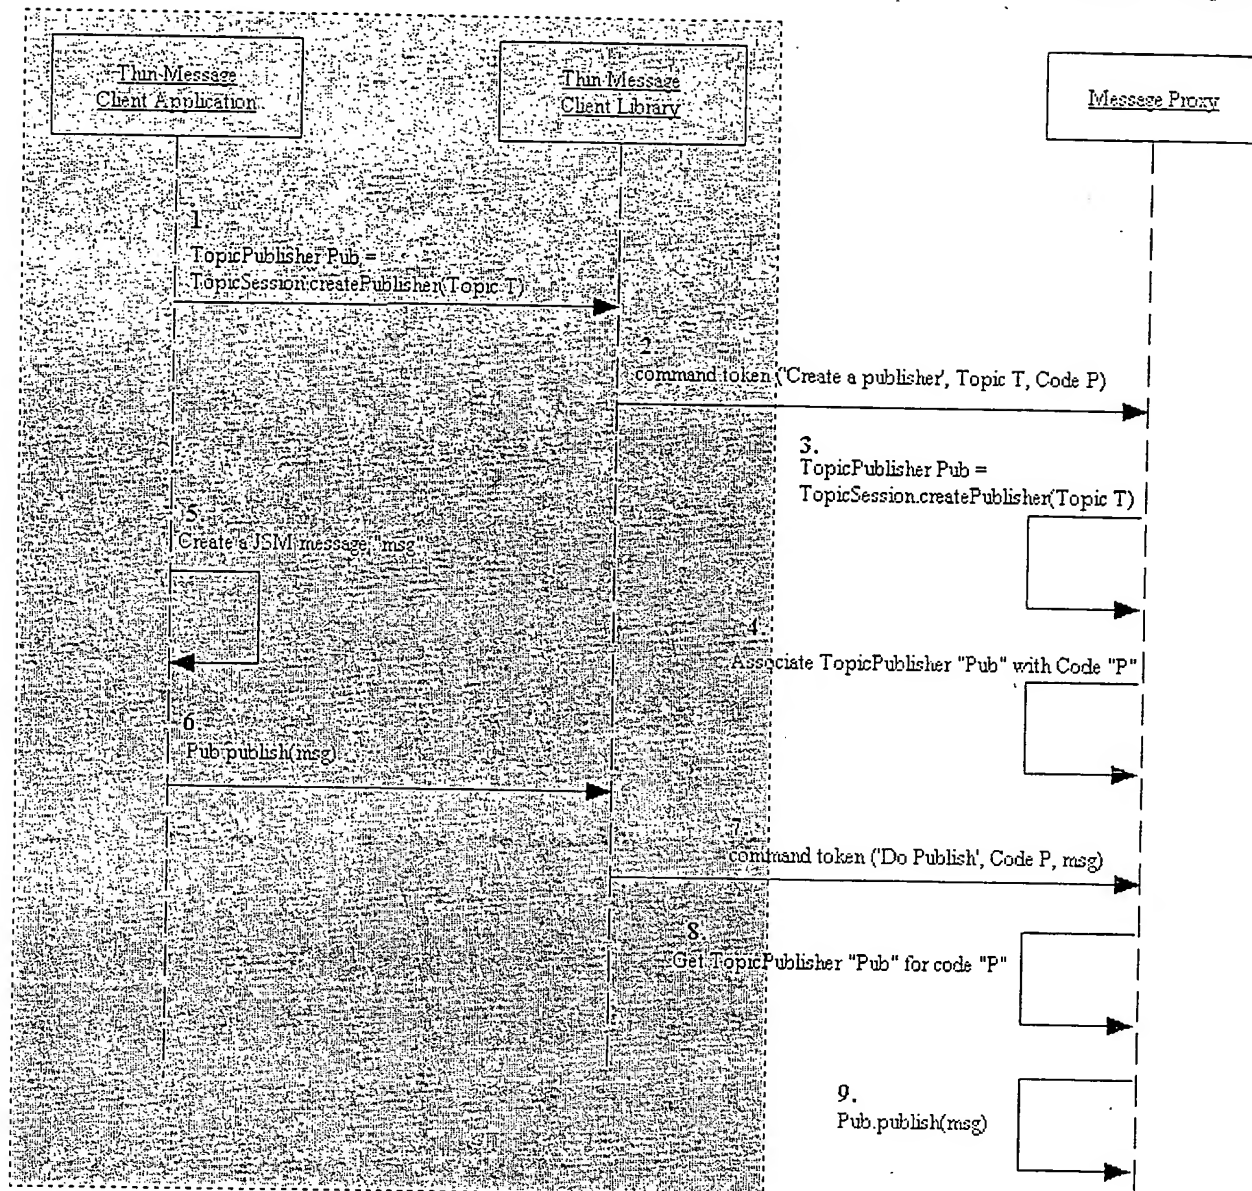 Thin Message
Client Application
Thin Message
Client Library
Message Proxy
1
TopicPublisher Pub =
TopicSession.createPublisher(Topic T)
2.
command token ('Create a publisher', Topic T, Code P)
3.
TopicPublisher Pub =
TopicSession.createPublisher(Topic T)
4.
Associate TopicPublisher "Pub" with Code "P"
5.
Create a JSM message, msg
6
Pub.publish(msg)
7.
command token ('Do Publish', Code P, msg)
8.
Get TopicPublisher "Pub" for code "P"
9.
Pub.publish(msg)